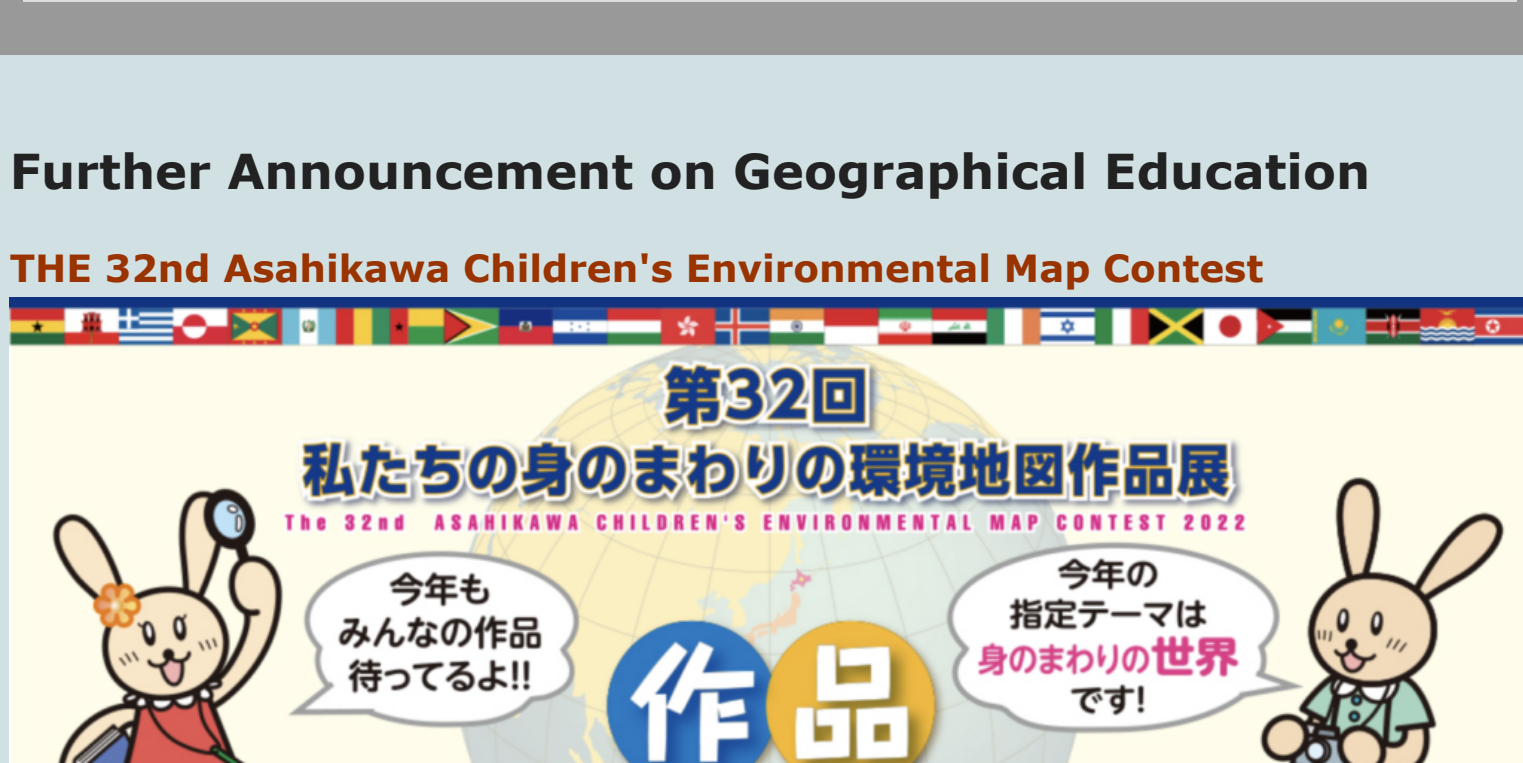 Further Announcement on Geographical Education
THE 32nd Asahikawa Children's Environmental Map Contest
第32回
私たちの身のまわりの環境地図作品展
The 32nd ASAHIKAWA CHILDREN'S ENVIRONMENTAL MAP CONTEST 2022
今年も
みんなの作品
待ってるよ!!
今年の
指定テーマは
身のまわりの世界
です!
作品